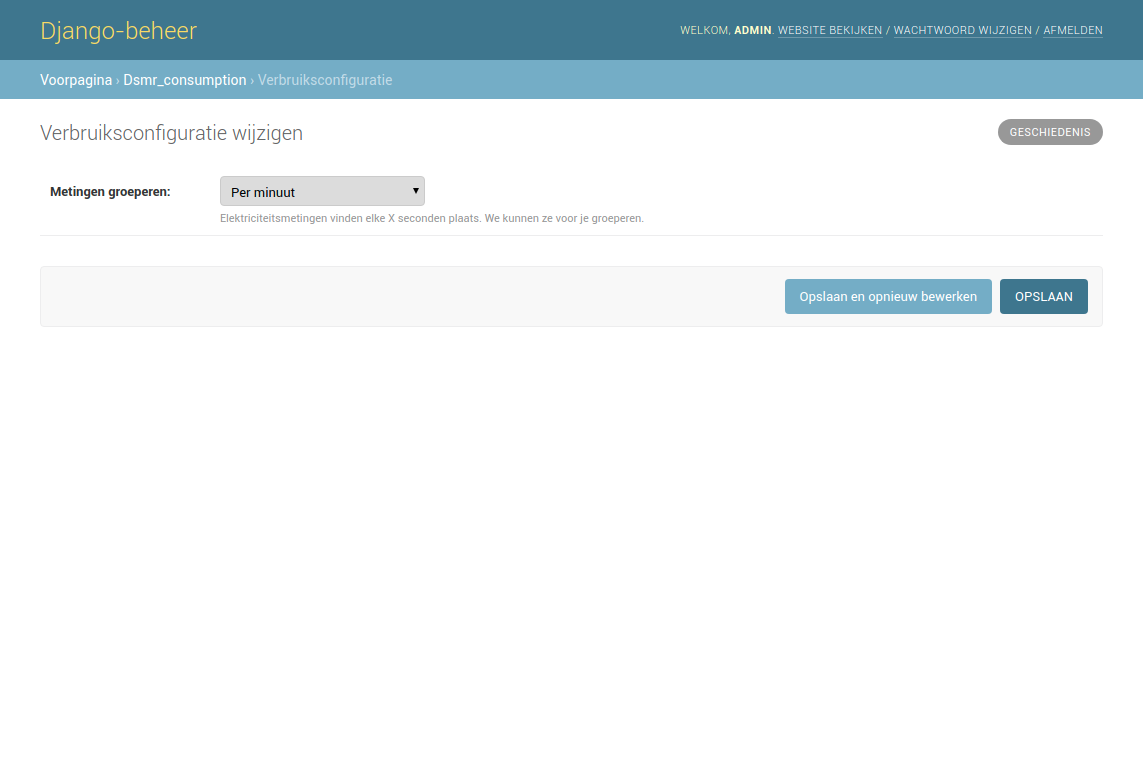 Django-beheer
WELKOM, ADMIN. WEBSITE BEKIJKEN / WACHTWOORD WIJZIGEN / AFMELDEN
Voorpagina › Dsmr_consumption › Verbruiksconfiguratie
Verbruiksconfiguratie wijzigen
GESCHIEDENIS
Metingen groeperen:
Per minuut
Elektriciteitsmetingen vinden elke X seconden plaats. We kunnen ze voor je groeperen.
Opslaan en opnieuw bewerken
OPSLAAN